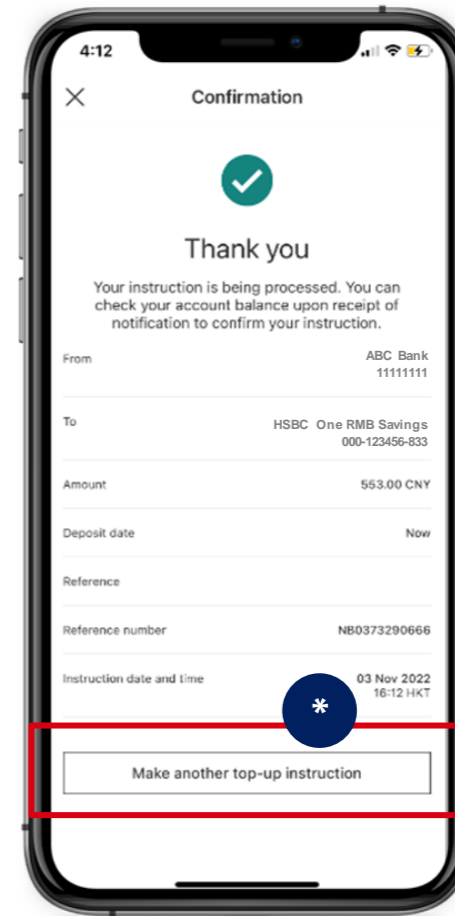 4:12
Confirmation
Thank you
Your instruction is being processed. You can
check your account balance upon receipt of
notification to confirm your instruction.
From ABC Bank
11111111
To HSBC One RMB Savings
000-123456-833
Amount 553.00 CNY
Deposit date Now
Reference
Reference number NB0373290666
Instruction date and time 03 Nov 2022
16:12 HKT
*
Make another top-up instruction